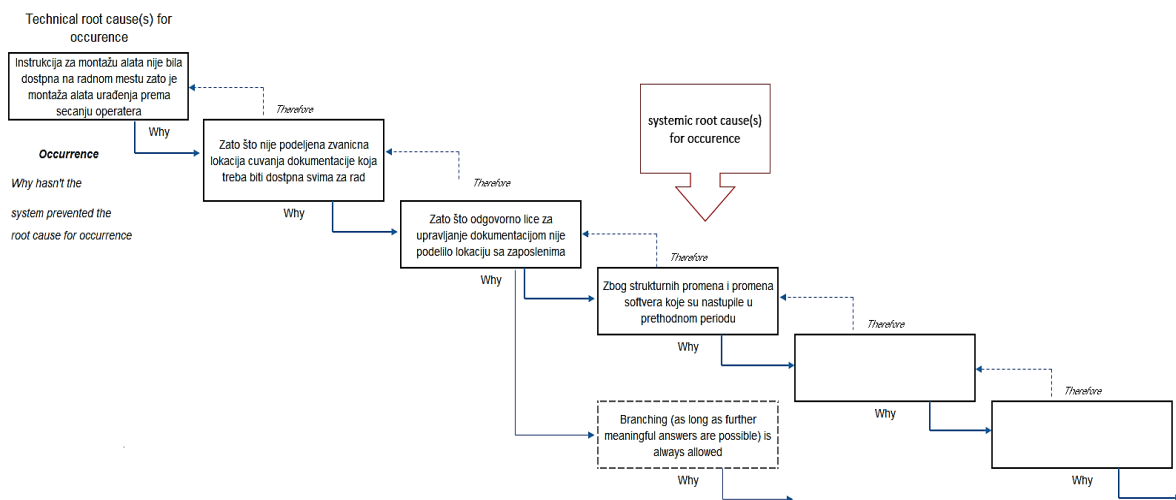 Technical root cause(s) for
occurence
Instrukcija za montažu alata nije bila
dostpna na radnom mestu zato je
montaža alata urađenja prema
secanju operatera
Therefore
Why
Occurrence
Why hasn't the
system prevented the
root cause for occurrence
Zato što nije podeljena zvanicna
lokacija cuvanja dokumentacije koja
treba biti dostpna svima za rad
Therefore
Why
systemic root cause(s)
for occurence
Zato što odgovorno lice za
upravljanje dokumentacijom nije
podelilo lokaciju sa zaposlenima
Therefore
Why
Zbog strukturnih promena i promena
softvera koje su nastupile u
prethodnom periodu
Therefore
Why
Therefore
Why
Branching (as long as further
meaningful answers are possible) is
always allowed
Why
Why